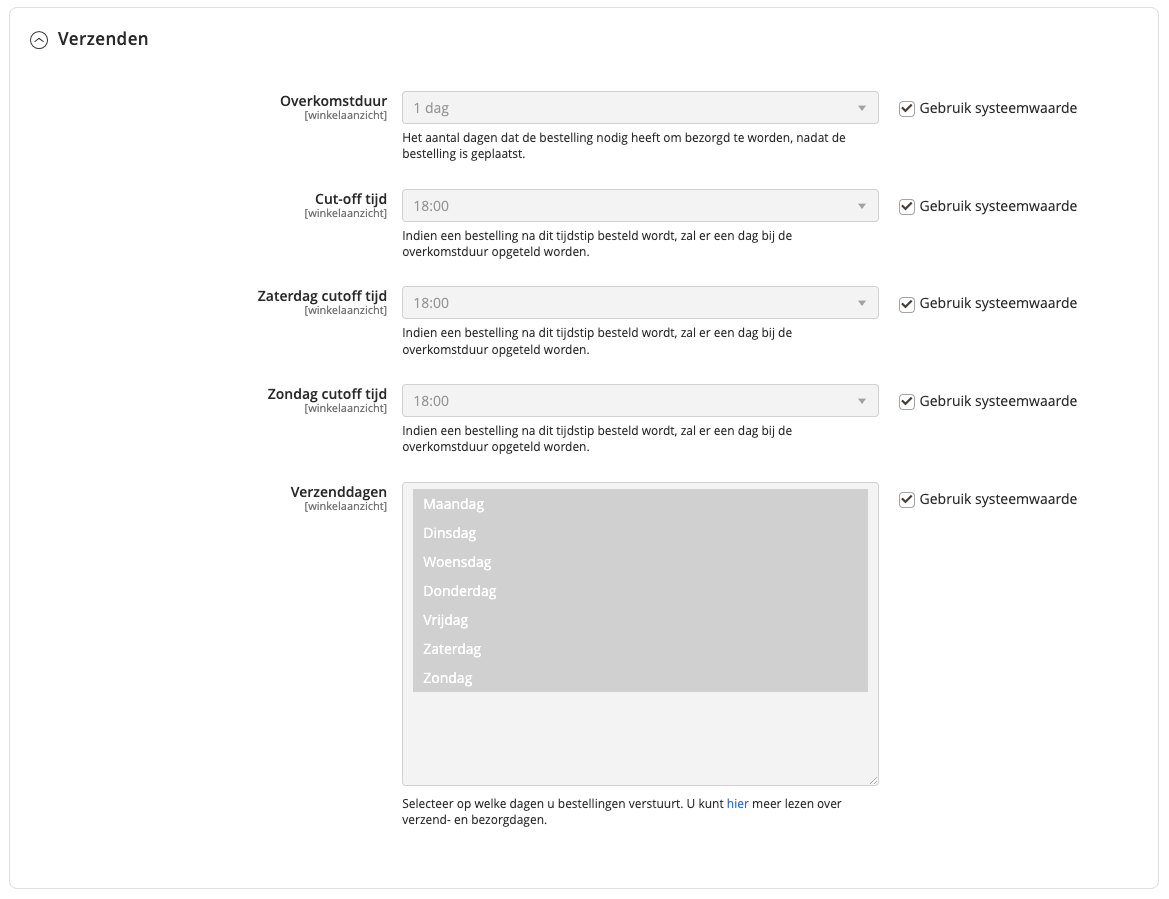 Verzenden
Overkomstduur
[winkelaanzicht]
1 dag
Gebruik systeemwaarde
Het aantal dagen dat de bestelling nodig heeft om bezorgd te worden, nadat de
bestelling is geplaatst.
Cut-off tijd
[winkelaanzicht]
18:00
Gebruik systeemwaarde
Indien een bestelling na dit tijdstip besteld wordt, zal er een dag bij de
overkomstduur opgeteld worden.
Zaterdag cutoff tijd
[winkelaanzicht]
18:00
Gebruik systeemwaarde
Indien een bestelling na dit tijdstip besteld wordt, zal er een dag bij de
overkomstduur opgeteld worden.
Zondag cutoff tijd
[winkelaanzicht]
18:00
Gebruik systeemwaarde
Indien een bestelling na dit tijdstip besteld wordt, zal er een dag bij de
overkomstduur opgeteld worden.
Verzenddagen
[winkelaanzicht]
Maandag
Dinsdag
Woensdag
Donderdag
Vrijdag
Zaterdag
Zondag
Gebruik systeemwaarde
Selecteer op welke dagen u bestellingen verstuurt. U kunt hier meer lezen over
verzend- en bezorgdagen.